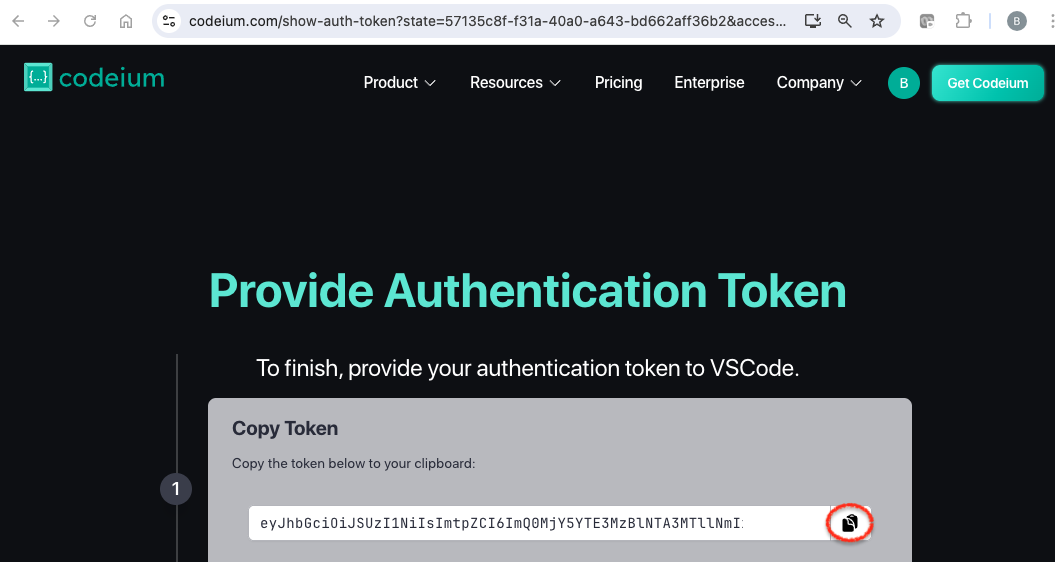 codeium.com/show-auth-token?state=57135c8f-f31a-40a0-a643-bd662aff36b2&acces...
B
{...} codeium
Product
Resources
Pricing
Enterprise
Company
B
Get Codeium
Provide Authentication Token
To finish, provide your authentication token to VSCode.
Copy Token
Copy the token below to your clipboard:
1
eyJhbGciOiJSUzI1NiIsImtpZCI6ImQ0MjY5YTE3MzBlNTA3MTllNmI